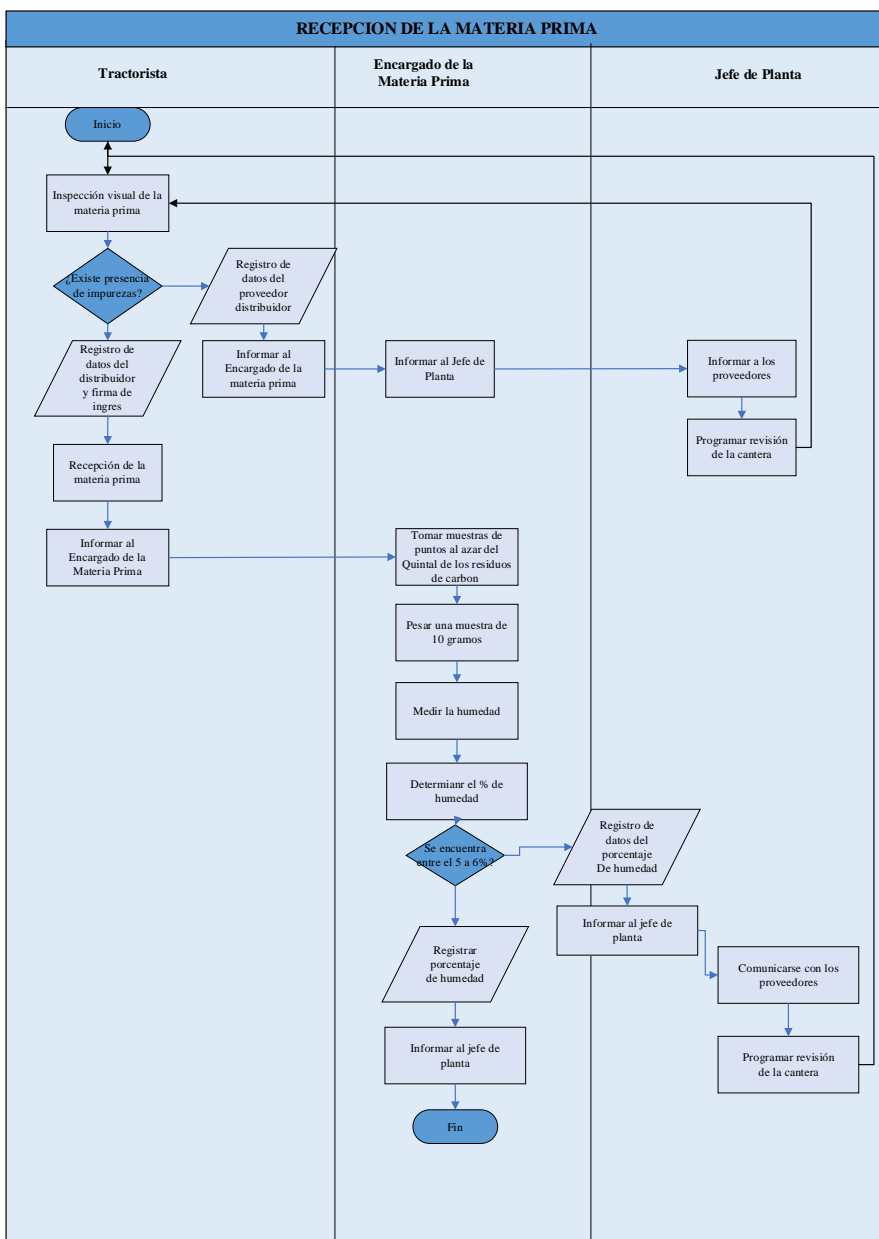 RECEPCION DE LA MATERIA PRIMA
Tractorista
Encargado de la
Materia Prima
Jefe de Planta
Inicio
Inspección visual de la
materia prima
¿Existe presencia
de impurezas?
Registro de
datos del
proveedor
distribuidor
Registro de
datos del
distribuidor
y firma de
ingres
Informar al
Encargado de la
materia prima
Informar al Jefe de
Planta
Informar a los
proveedores
Programar revisión
de la cantera
Recepción de la
materia prima
Informar al
Encargado de la
Materia Prima
Tomar muestras de
puntos al azar del
Quintal de los residuos
de carbon
Pesar una muestra de
10 gramos
Medir la humedad
Determianr el % de
humedad
Se encuentra
entre el 5 a 6%?
Registro de
datos del
porcentaje
De humedad
Informar al jefe de
planta
Registrar
porcentaje
de humedad
Comunicarse con los
proveedores
Informar al jefe de
planta
Programar revisión
de la cantera
Fin